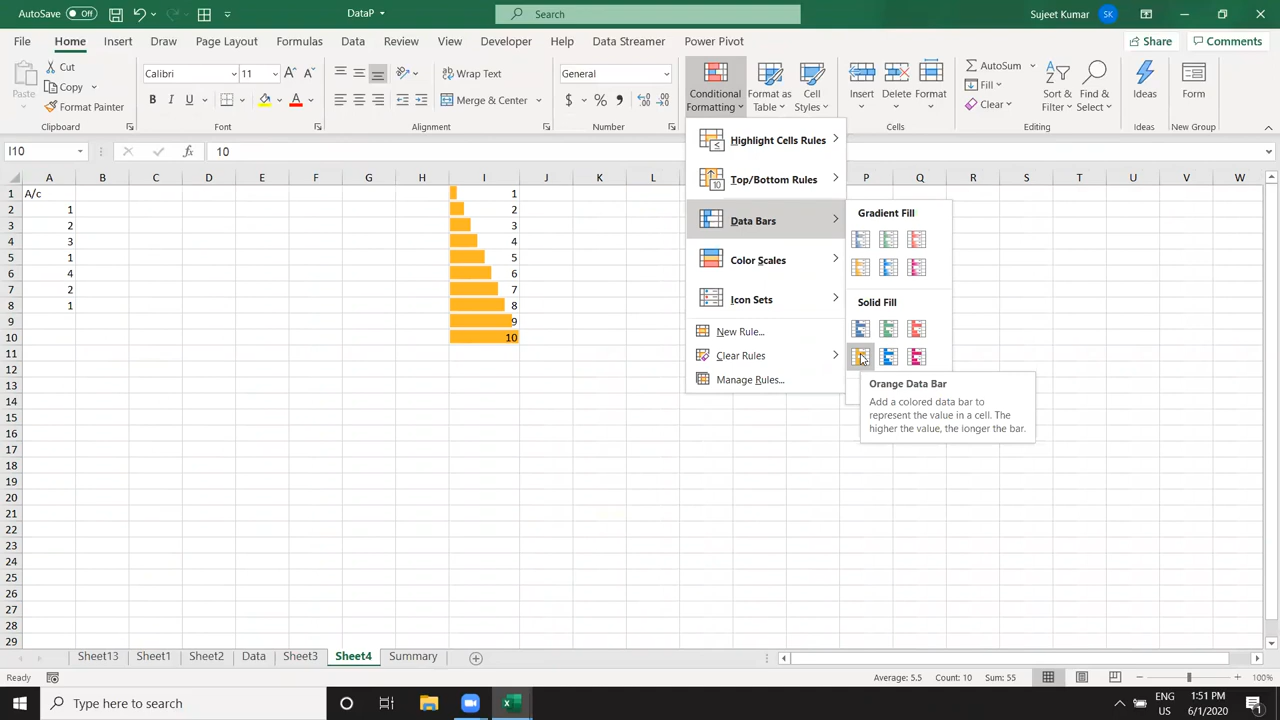 AutoSave Off DataP Search Sujeet Kumar SK
File Home Insert Draw Page Layout Formulas Data Review View Developer Help Data Streamer Power Pivot Share Comments
Paste Cut Copy Format Painter
Calibri 11 B I U
Wrap Text Merge & Center
General $ % ,
Conditional Formatting Format as Table Cell Styles
Insert Delete Format
AutoSum Fill Clear Sort & Filter Find & Select
Ideas Form
Clipboard Font Alignment Number Cells Editing Ideas New Group
I10 fx 10
A B C D E F G H I J K L P Q R S T U V W
1 A/c 1
2 1 2
3 2 3
4 3 4
5 1 5
6 4 6
7 2 7
8 1 8
9 9
10 10
11
12
13
14
15
16
17
18
19
20
21
22
23
24
25
26
27
28
29
Highlight Cells Rules
Top/Bottom Rules
Data Bars
Color Scales
Icon Sets
New Rule...
Clear Rules
Manage Rules...
Gradient Fill
Solid Fill
Orange Data Bar
Add a colored data bar to
represent the value in a cell. The
higher the value, the longer the bar.
Sheet13 Sheet1 Sheet2 Data Sheet3 Sheet4 Summary
Ready Average: 5.5 Count: 10 Sum: 55 100%
Type here to search
ENG
US
1:51 PM
6/1/2020